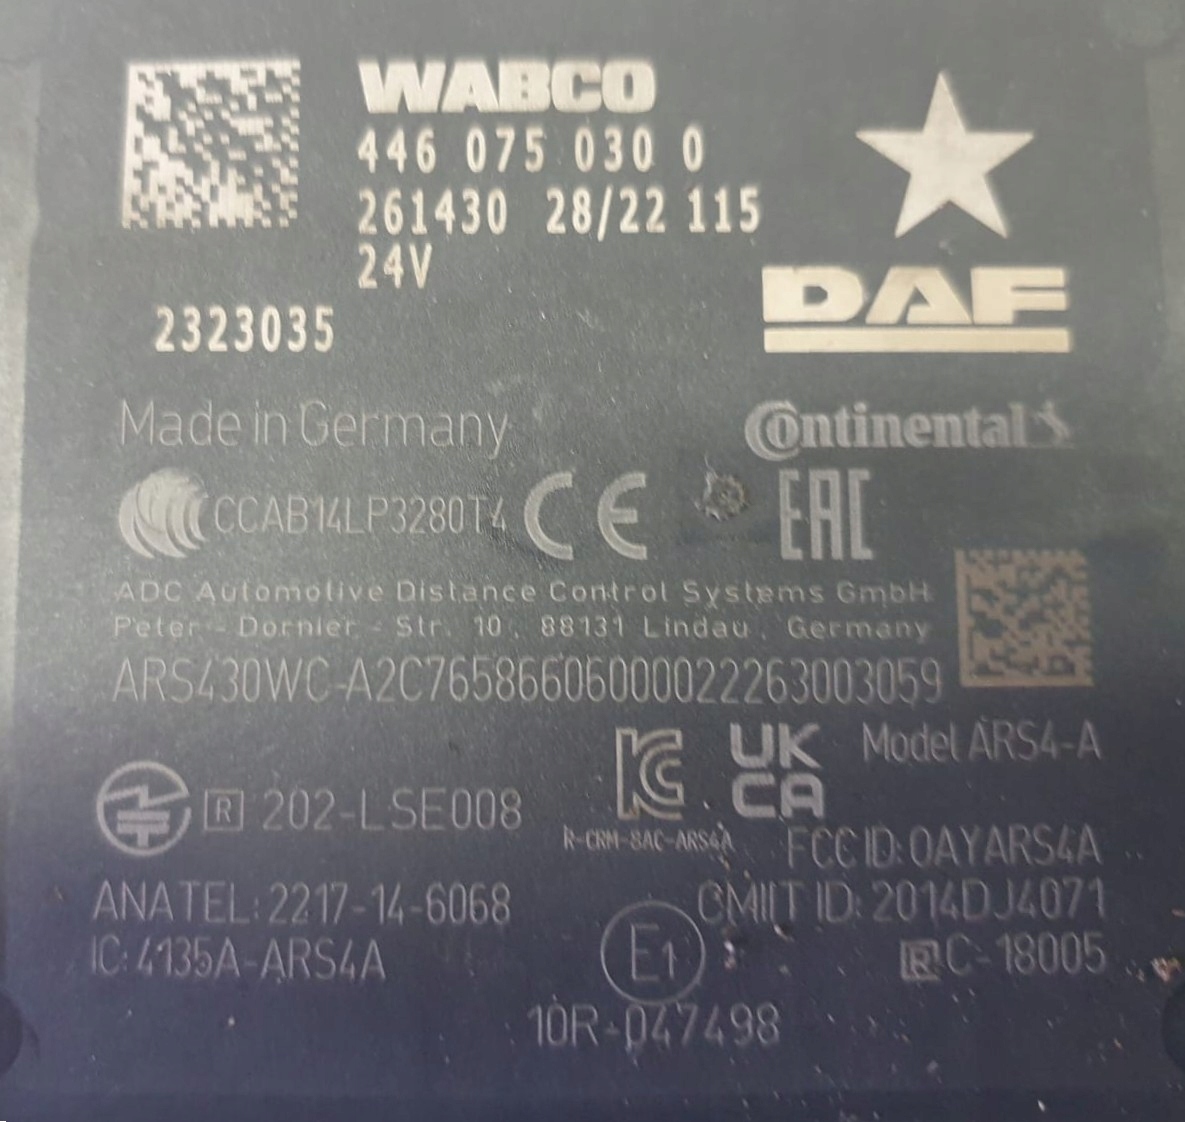 WABCO
446 075 030 0
261430 28/22 115
24V
2323035
DAF
Made in Germany
Continental
CCAB14LP3280T4 CE EAC
ADC Automotive Distance Control Systems GmbH
Peter - Dornier - Str. 10, 88131 Lindau, Germany
ARS430WC-A2C76586606000022263003059
UK
CA
Model ARS4-A
R 202-LSE008
R-CRM-8AC-ARS4A
FCC ID: OAYARS4A
ANATEL: 2217-14-6068
CMIIT ID: 2014DJ4071
IC: 4135A-ARS4A
E1
R C-18005
10R-047498